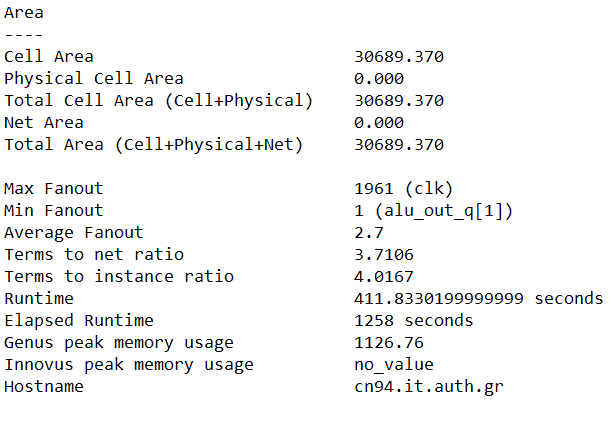 Area
----
Cell Area 30689.370
Physical Cell Area 0.000
Total Cell Area (Cell+Physical) 30689.370
Net Area 0.000
Total Area (Cell+Physical+Net) 30689.370
Max Fanout 1961 (clk)
Min Fanout 1 (alu_out_q[1])
Average Fanout 2.7
Terms to net ratio 3.7106
Terms to instance ratio 4.0167
Runtime 411.8330199999999 seconds
Elapsed Runtime 1258 seconds
Genus peak memory usage 1126.76
Innovus peak memory usage no_value
Hostname cn94.it.auth.gr